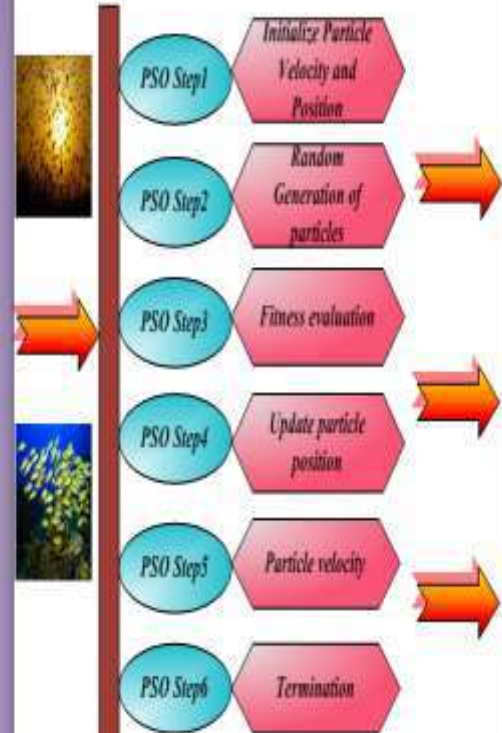 PSO Step1
Initialize Particle
Velocity and
Position
PSO Step2
Random
Generation of
particles
PSO Step3
Fitness evaluation
PSO Step4
Update particle
position
PSO Step5
Particle velocity
PSO Step6
Termination